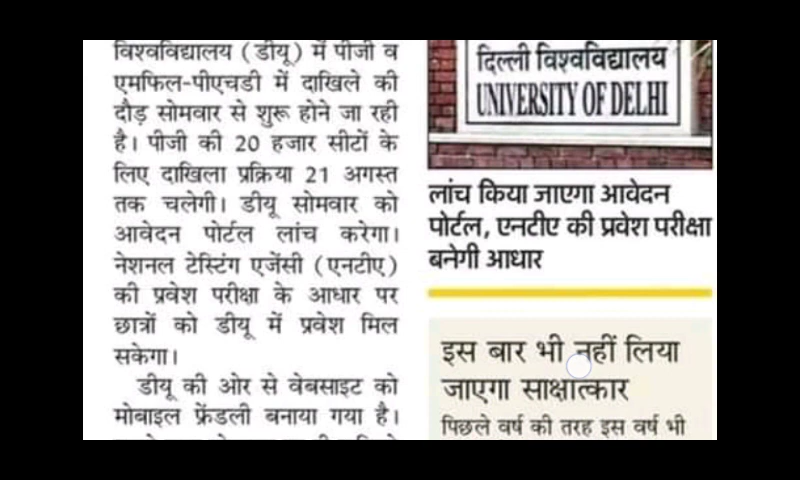 विश्वविद्यालय (डीयू) में पीजी व
एमफिल-पीएचडी में दाखिले की
दौड़ सोमवार से शुरू होने जा रही
है। पीजी की 20 हजार सीटों के
लिए दाखिला प्रक्रिया 21 अगस्त
तक चलेगी। डीयू सोमवार को
आवेदन पोर्टल लांच करेगा।
नेशनल टेस्टिंग एजेंसी (एनटीए)
की प्रवेश परीक्षा के आधार पर
छात्रों को डीयू में प्रवेश मिल
सकेगा।
डीयू की ओर से वेबसाइट को
मोबाइल फ्रेंडली बनाया गया है।
दिल्ली विश्वविद्यालय
UNIVERSITY OF DELHI
लांच किया जाएगा आवेदन
पोर्टल, एनटीए की प्रवेश परीक्षा
बनेगी आधार
इस बार भी नहीं लिया
जाएगा साक्षात्कार
पिछले वर्ष की तरह इस वर्ष भी